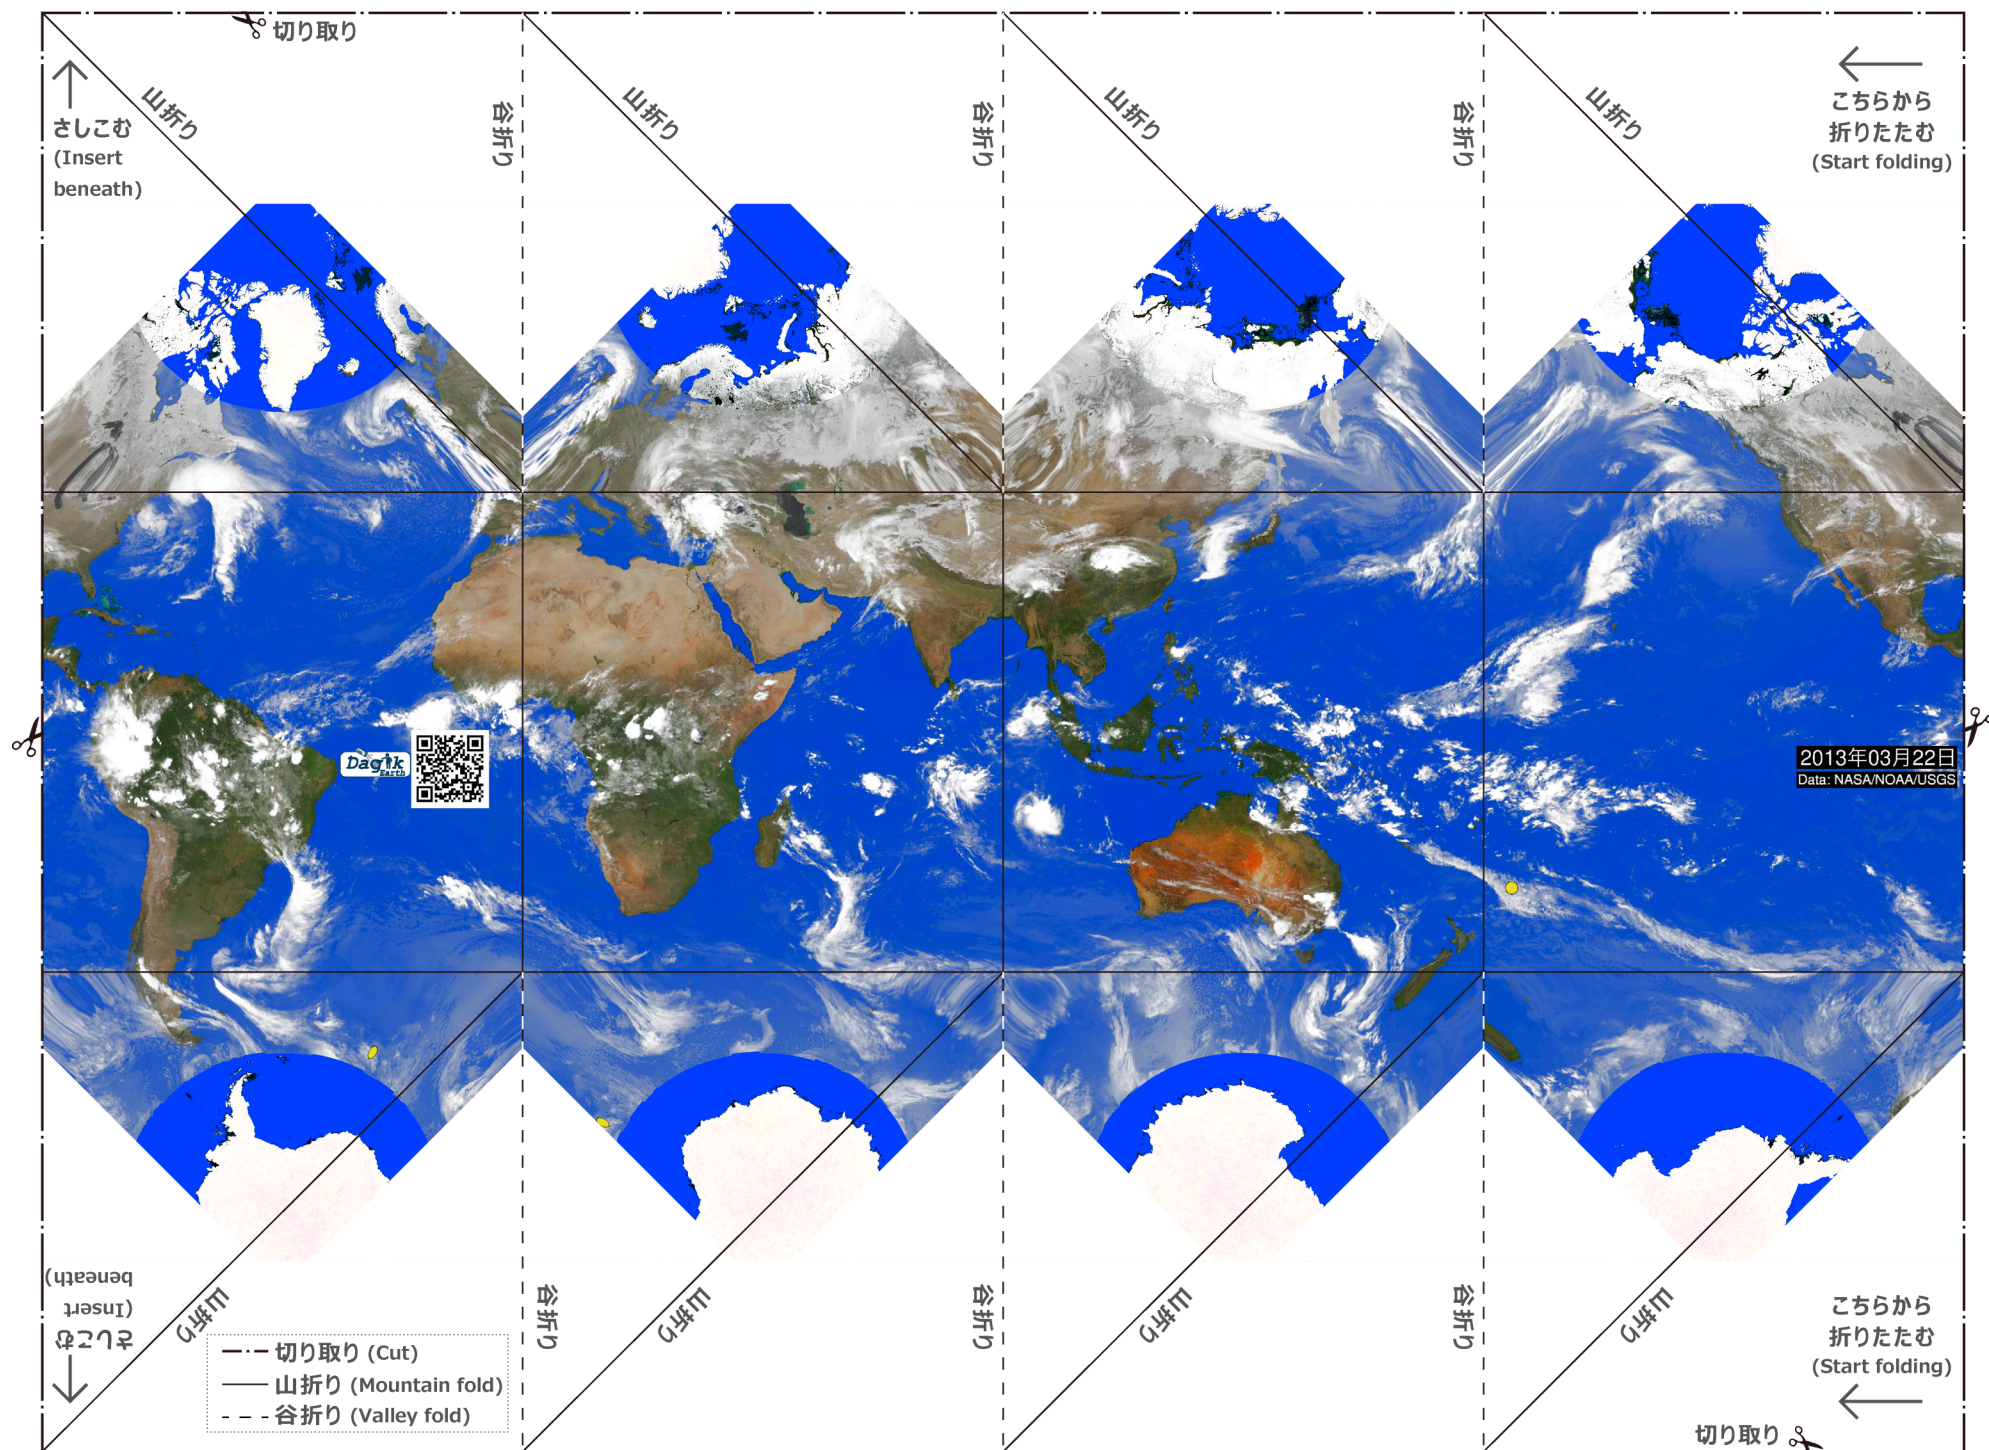 切り取り
さしこむ
(Insert
beneath)
山折り
谷折り
山折り
谷折り
山折り
谷折り
山折り
こちらから
折りたたむ
(Start folding)
Dagik
Earth
2013年03月22日
Data: NASA/NOAA/USGS
さしこむ
(Insert
beneath)
山折り
谷折り
山折り
谷折り
山折り
谷折り
山折り
こちらから
折りたたむ
(Start folding)
切り取り (Cut)
山折り (Mountain fold)
谷折り (Valley fold)
切り取り